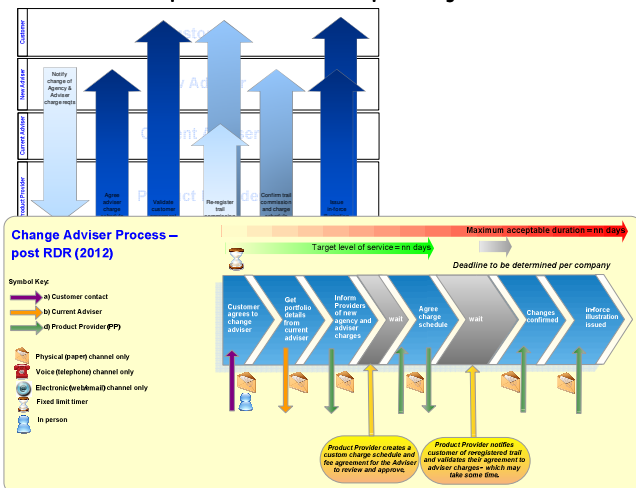 Customer
New Adviser
Current Adviser
Product Provider
Notify
change of
Agency &
Adviser
charge reqts
Agree
adviser
charge
Validate
customer
Re-register
trail
Confirm trail
commission
and charge
Issue
in-force
Change Adviser Process –
post RDR (2012)
Maximum acceptable duration = nn days
Target level of service = nn days
Deadline to be determined per company
Symbol Key:
a) Customer contact
b) Current Adviser
d) Product Provider (PP)
Physical (paper) channel only
Voice (telephone) channel only
Electronic (web/email) channel only
Fixed limit timer
In person
Customer
agrees to
change
adviser
Get
portfolio
details
from
current
adviser
Inform
Providers
of new
agency and
adviser
charges
wait
Agree
charge
schedule
wait
Changes
confirmed
Inforce
illustration
issued
Product Provider creates a
custom charge schedule and
fee agreement for the Adviser
to review and approve.
Product Provider notifies
customer of re-registered trail
and validates their agreement to
adviser charges – which may
take some time.